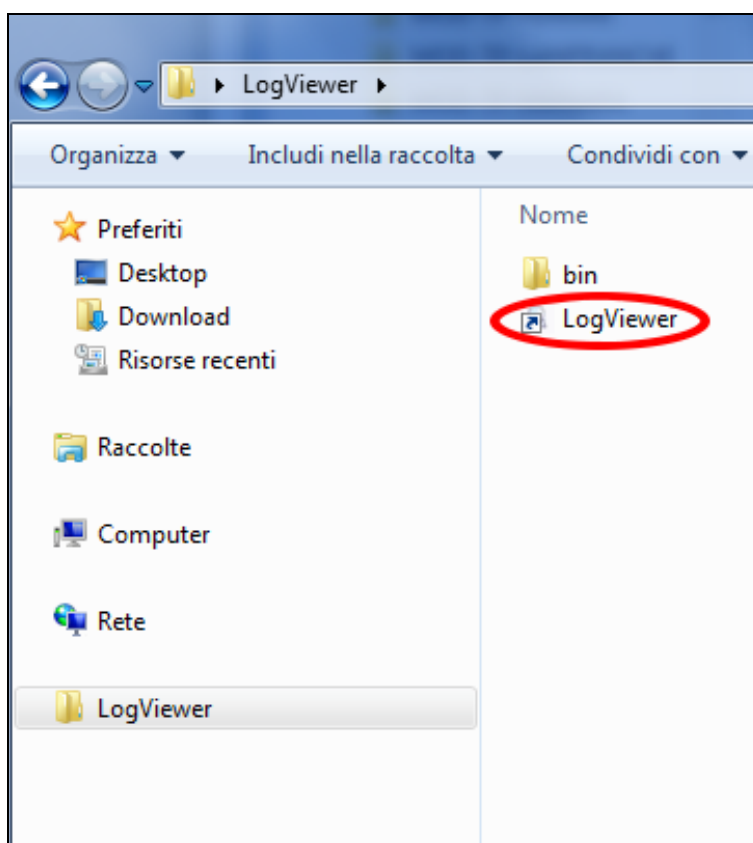 LogViewer
Organizza Includi nella raccolta Condividi con
Preferiti
Desktop
Download
Risorse recenti
Raccolte
Computer
Rete
LogViewer
Nome
bin
LogViewer